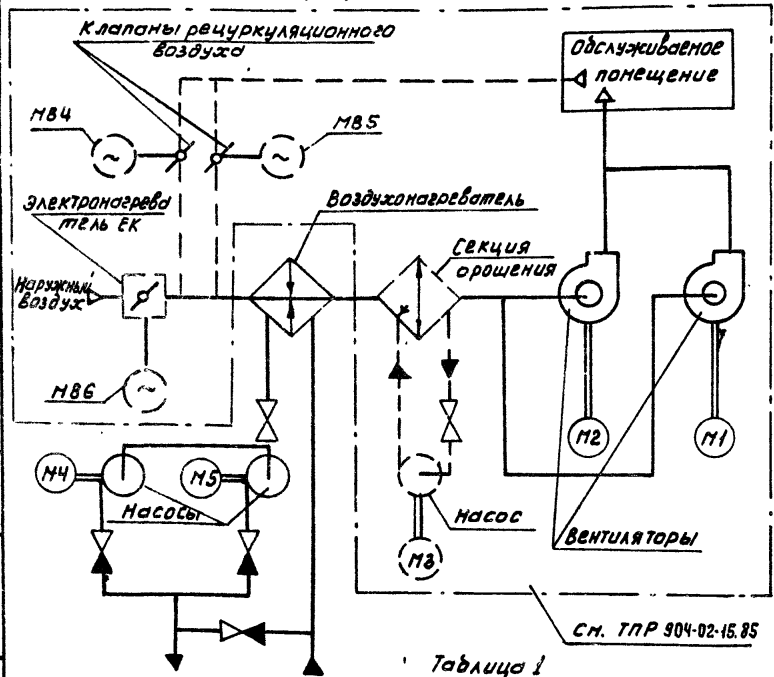 Клапаны рецуркуляционного
воздуха
Обслуживаемое
помещение
МВ4
~
~
МВ5
Электронагрева
тель ЕК
Воздухонагреватель
Секция
орошения
Наружный
воздух
МВ6
~
М2
М1
М4
М5
Насосы
Насос
М3
Вентиляторы
См. ТПР 904-02-15.85
Таблица 1